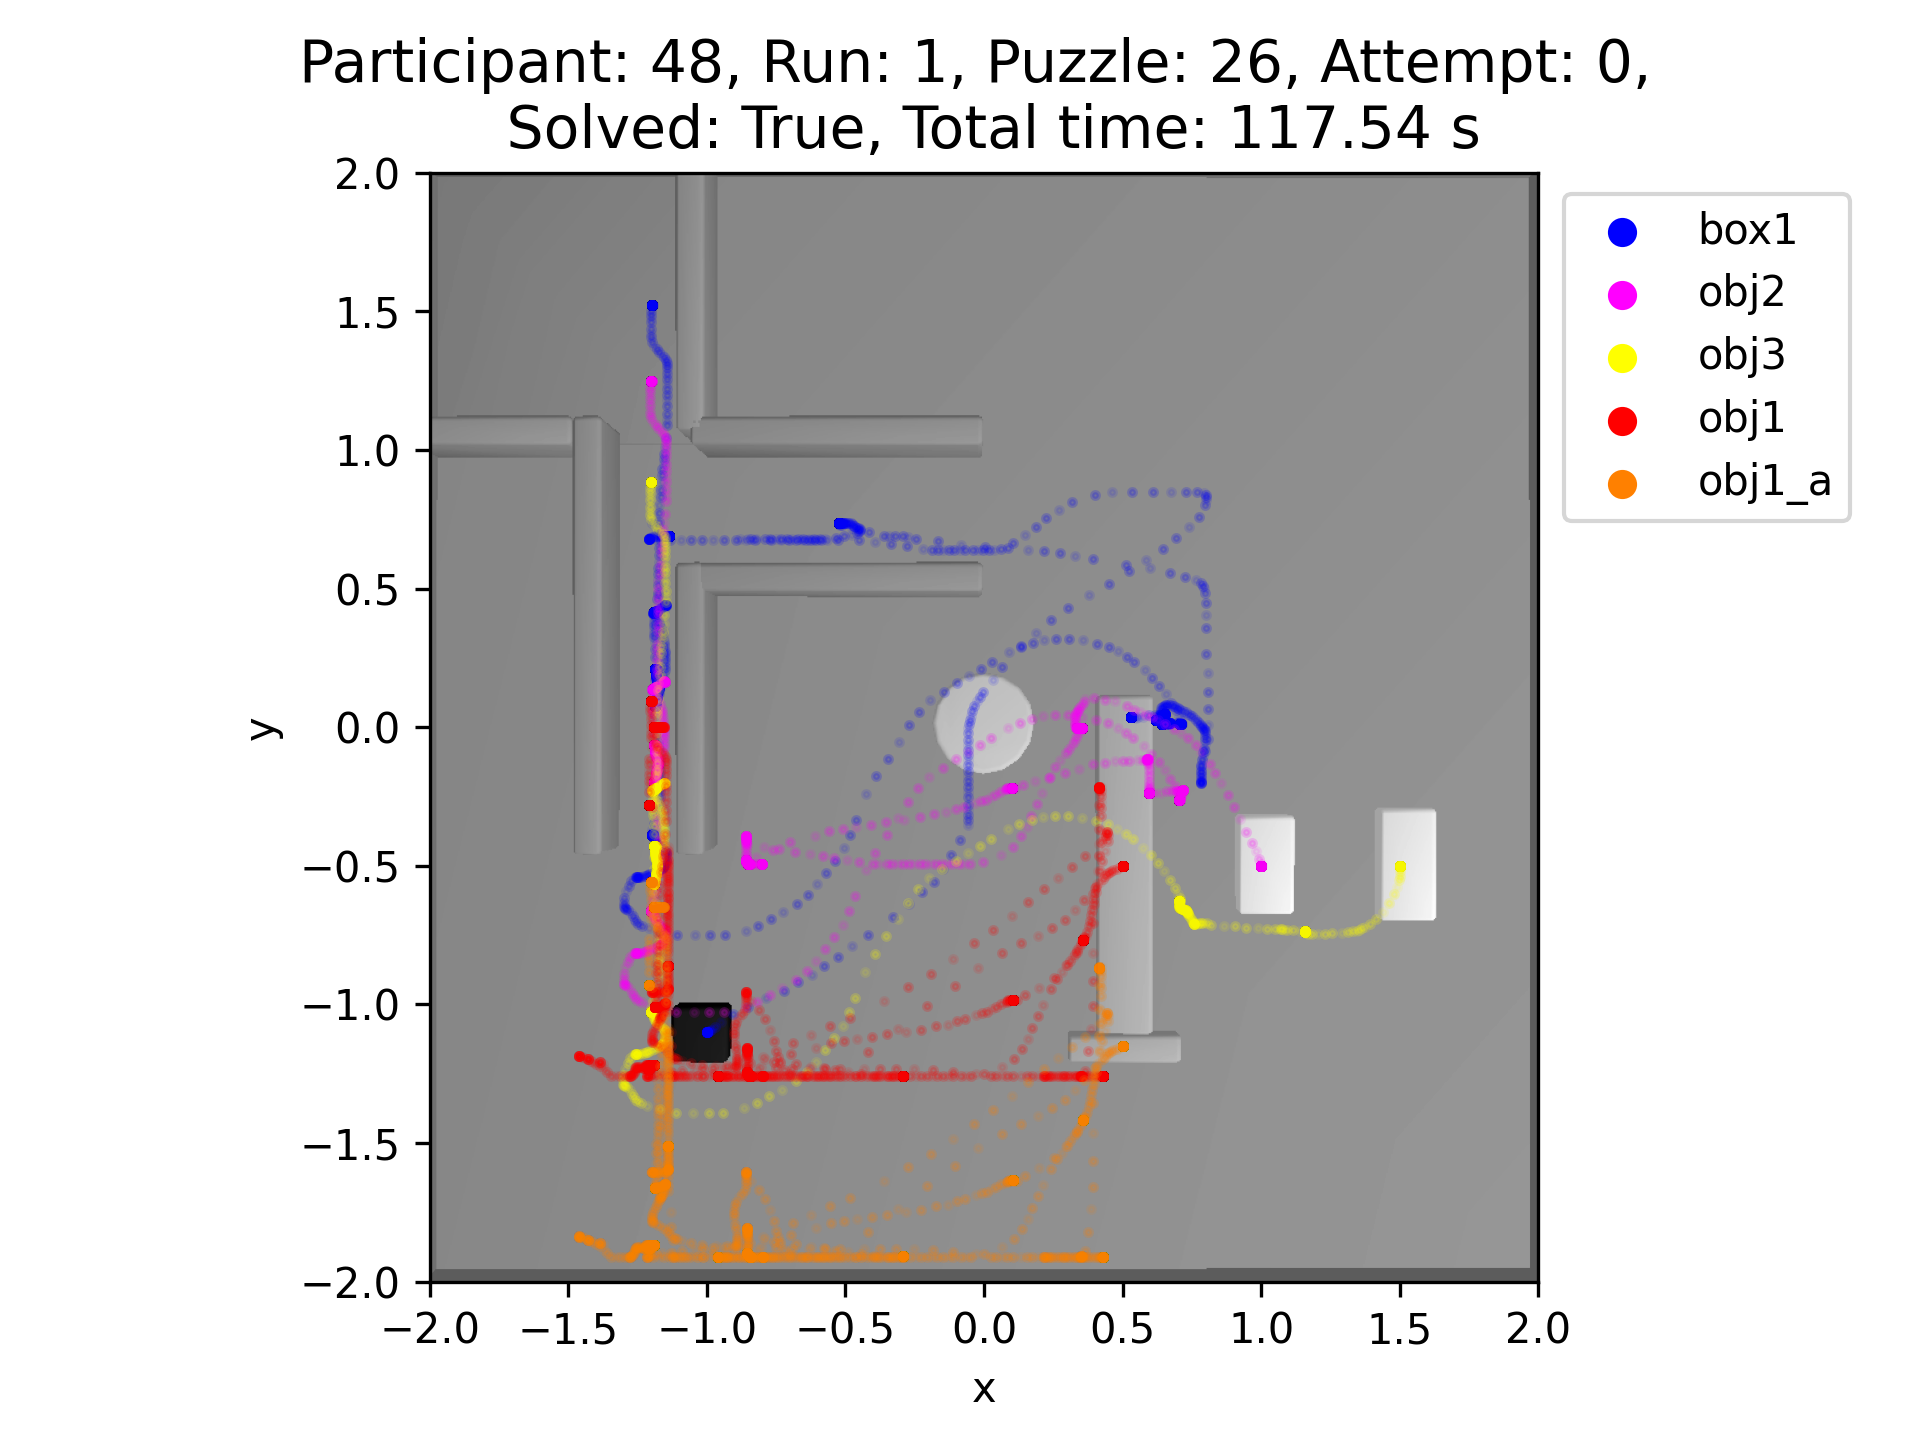 Participant: 48, Run: 1, Puzzle: 26, Attempt: 0,
Solved: True, Total time: 117.54 s
2.0
1.5
1.0
0.5
0.0
−0.5
−1.0
−1.5
−2.0
y
−2.0 −1.5 −1.0 −0.5 0.0 0.5 1.0 1.5 2.0
x
box1
obj2
obj3
obj1
obj1_a